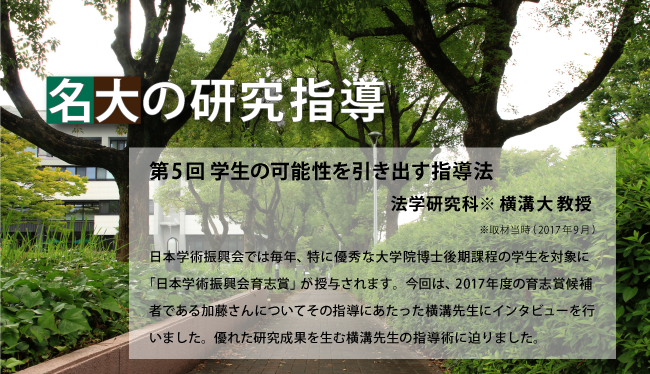 名大の研究指導
第5回 学生の可能性を引き出す指導法
法学研究科※ 横溝 大 教授
※取材当時(2017年9月)
日本学術振興会では毎年、特に優秀な大学院博士後期課程の学生を対象に
「日本学術振興会育志賞」が授与されます。今回は、2017年度の育志賞候補
者である加藤さんについてその指導にあたった横溝先生にインタビューを行
いました。優れた研究成果を生む横溝先生の指導術に迫りました。